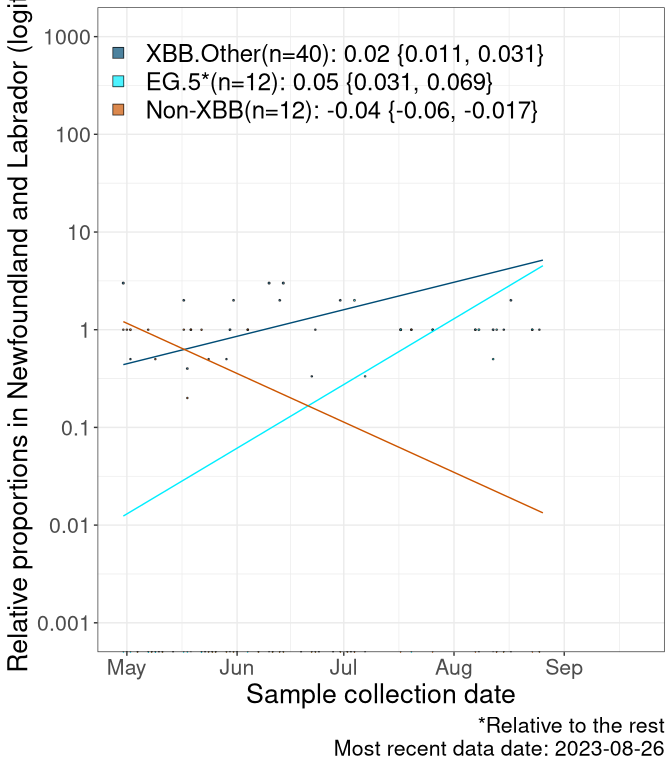 Relative proportions in Newfoundland and Labrador
1000
100
10
1
0.1
0.01
0.001
XBB.Other(n=40): 0.02 {0.011, 0.031}
EG.5*(n=12): 0.05 {0.031, 0.069}
Non-XBB(n=12): -0.04 {-0.06, -0.017}
May Jun Jul Aug Sep
Sample collection date
*Relative to the rest
Most recent data date: 2023-08-26